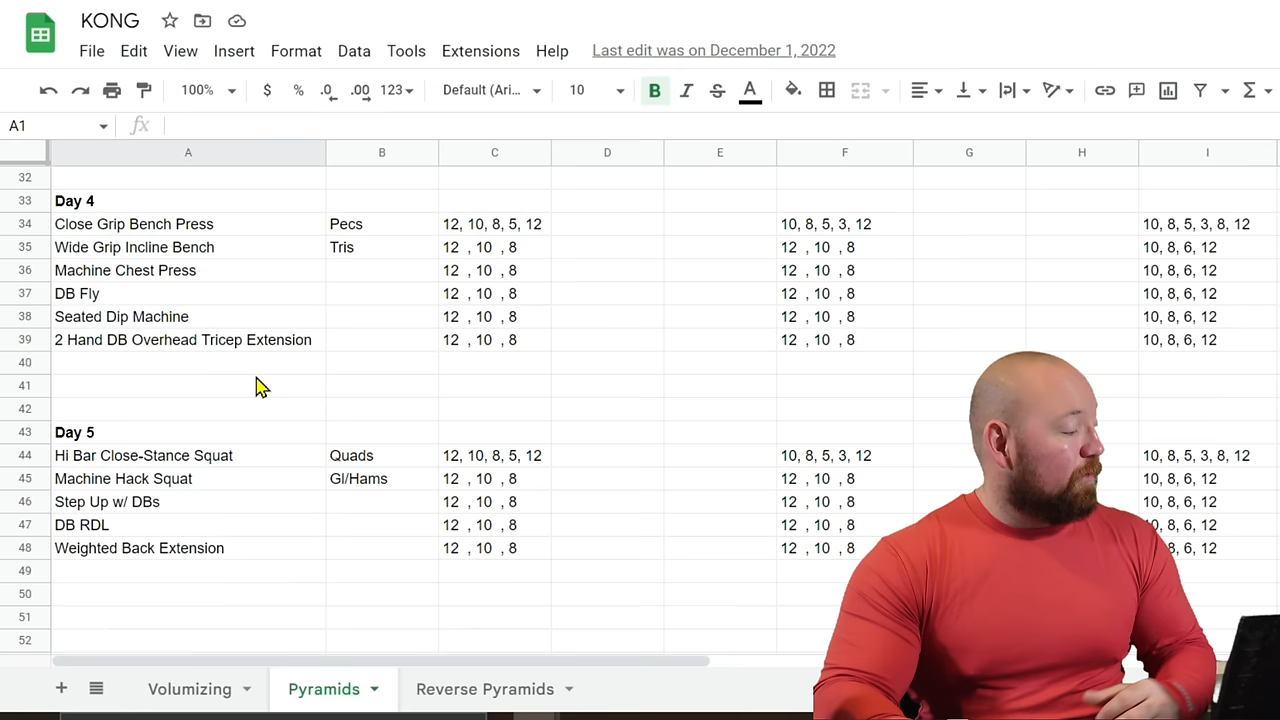 KONG
File Edit View Insert Format Data Tools Extensions Help Last edit was on December 1, 2022
100% $ % .0 .00 123 Default (Ari... 10 B I S A Σ
A1 fx
A B C D E F G H I
32
33 Day 4
34 Close Grip Bench Press Pecs 12, 10, 8, 5, 12 10, 8, 5, 3, 12 10, 8, 5, 3, 8, 12
35 Wide Grip Incline Bench Tris 12 , 10 , 8 12 , 10 , 8 10, 8, 6, 12
36 Machine Chest Press 12 , 10 , 8 12 , 10 , 8 10, 8, 6, 12
37 DB Fly 12 , 10 , 8 12 , 10 , 8 10, 8, 6, 12
38 Seated Dip Machine 12 , 10 , 8 12 , 10 , 8 10, 8, 6, 12
39 2 Hand DB Overhead Tricep Extension 12 , 10 , 8 12 , 10 , 8 10, 8, 6, 12
40
41
42
43 Day 5
44 Hi Bar Close-Stance Squat Quads 12, 10, 8, 5, 12 10, 8, 5, 3, 12 10, 8, 5, 3, 8, 12
45 Machine Hack Squat Gl/Hams 12 , 10 , 8 12 , 10 , 8 10, 8, 6, 12
46 Step Up w/ DBs 12 , 10 , 8 12 , 10 , 8 10, 8, 6, 12
47 DB RDL 12 , 10 , 8 12 , 10 , 8 0, 8, 6, 12
48 Weighted Back Extension 12 , 10 , 8 12 , 10 , 8 8, 6, 12
49
50
51
52
+ Volumizing Pyramids Reverse Pyramids